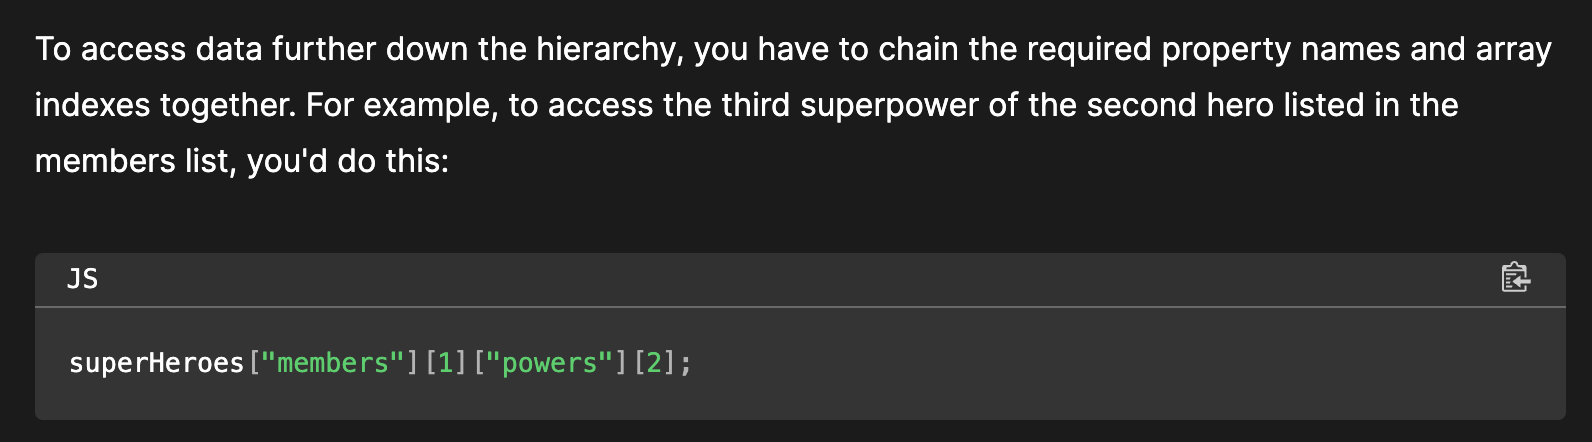 To access data further down the hierarchy, you have to chain the required property names and array
indexes together. For example, to access the third superpower of the second hero listed in the
members list, you'd do this:
JS
superHeroes["members"][1]["powers"][2];